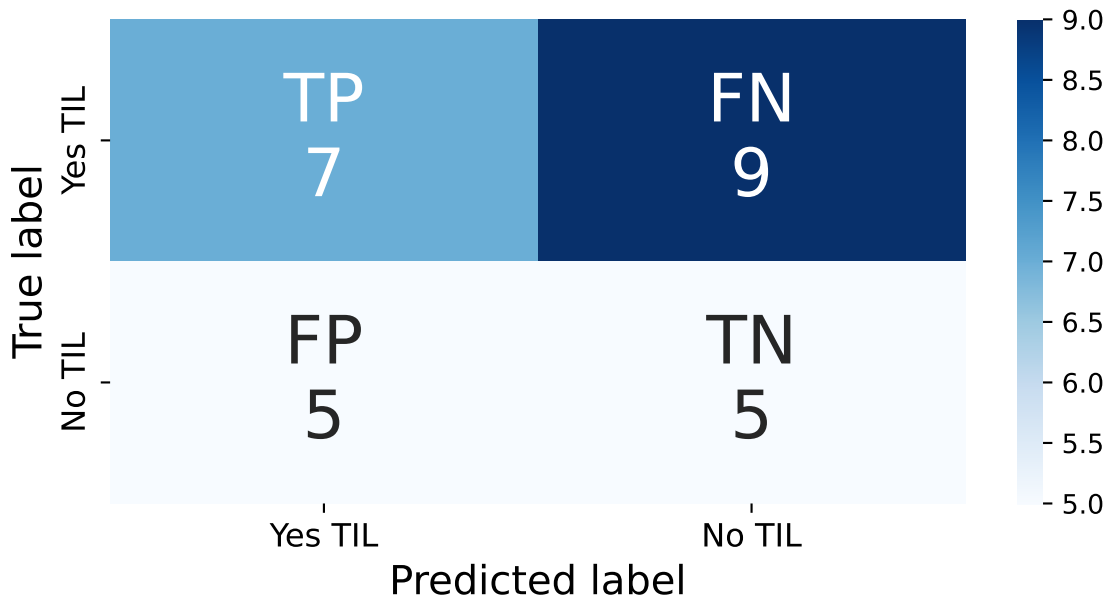 True label
Yes TIL
No TIL
TP
7
FN
9
FP
5
TN
5
Yes TIL
No TIL
Predicted label
9.0
8.5
8.0
7.5
7.0
6.5
6.0
5.5
5.0